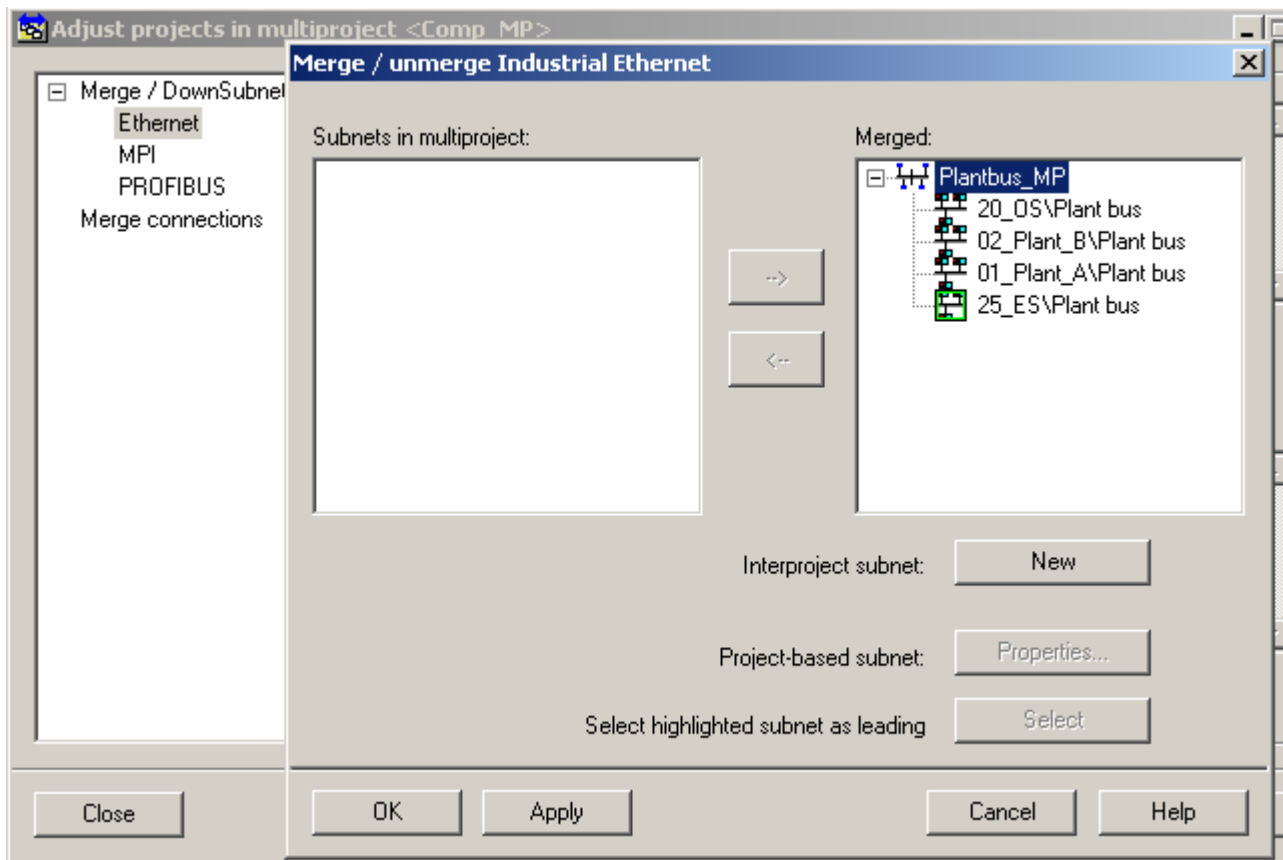 Adjust projects in multiproject <Comp_MP>
Merge / unmerge Industrial Ethernet
Merge / DownSubnet
Ethernet
MPI
PROFIBUS
Merge connections
Subnets in multiproject:
Merged:
Plantbus_MP
20_OS\Plant bus
02_Plant_B\Plant bus
01_Plant_A\Plant bus
25_ES\Plant bus
-->
<--
Interproject subnet:
New
Project-based subnet:
Properties...
Select highlighted subnet as leading
Select
Close
OK
Apply
Cancel
Help